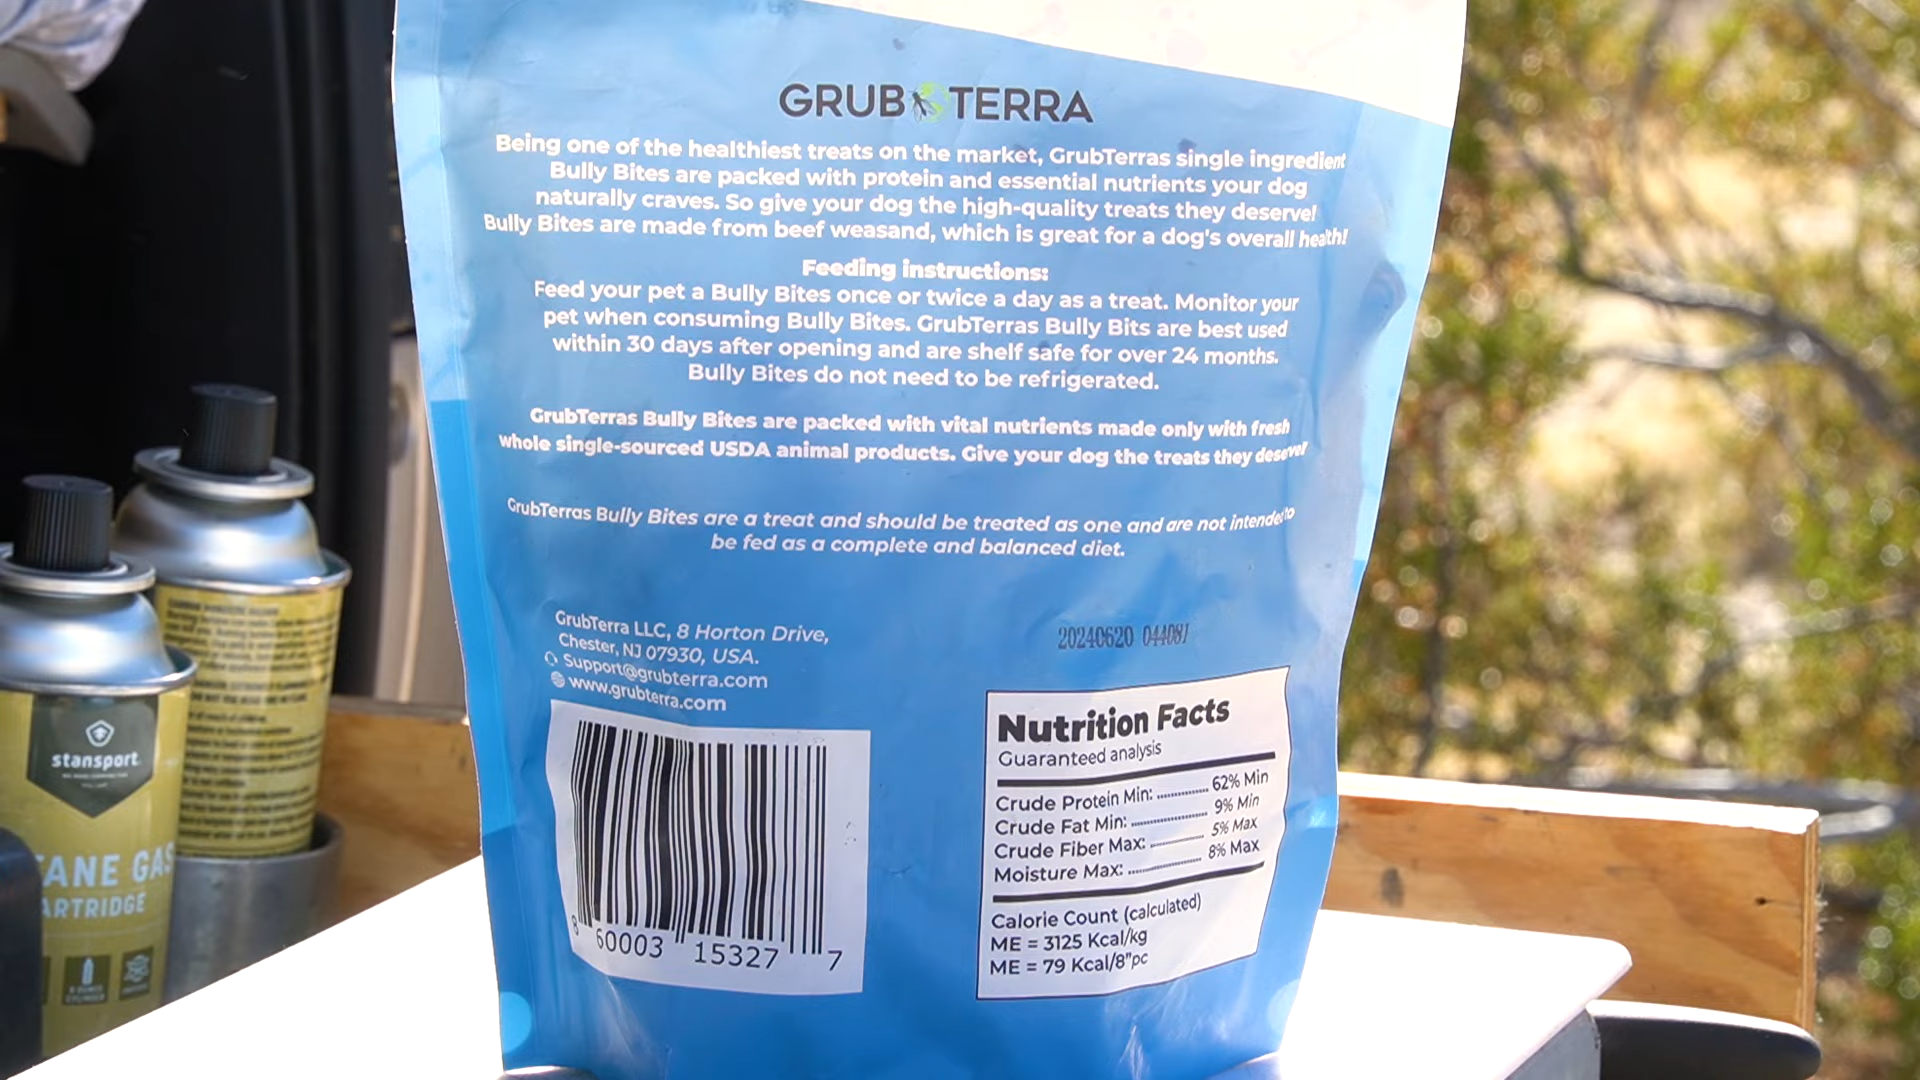 GRUB TERRA
Being one of the healthiest treats on the market, GrubTerras single ingredient
Bully Bites are packed with protein and essential nutrients your dog
naturally craves. So give your dog the high-quality treats they deserve!
Bully Bites are made from beef weasand, which is great for a dog's overall health!
Feeding instructions:
Feed your pet a Bully Bites once or twice a day as a treat. Monitor your
pet when consuming Bully Bites. GrubTerras Bully Bits are best used
within 30 days after opening and are shelf safe for over 24 months.
Bully Bites do not need to be refrigerated.
GrubTerras Bully Bites are packed with vital nutrients made only with fresh
whole single-sourced USDA animal products. Give your dog the treats they deserve!
GrubTerras Bully Bites are a treat and should be treated as one and are not intended to
be fed as a complete and balanced diet.
GrubTerra LLC, 8 Horton Drive,
Chester, NJ 07930, USA.
Support@grubterra.com
www.grubterra.com
20240620 044081
8 60003 15327 7
Nutrition Facts
Guaranteed analysis
Crude Protein Min: 62% Min
Crude Fat Min: 9% Min
Crude Fiber Max: 5% Max
Moisture Max: 8% Max
Calorie Count (calculated)
ME = 3125 Kcal/kg
ME = 79 Kcal/8"pc
stansport
TANE GAS
ARTRIDGE